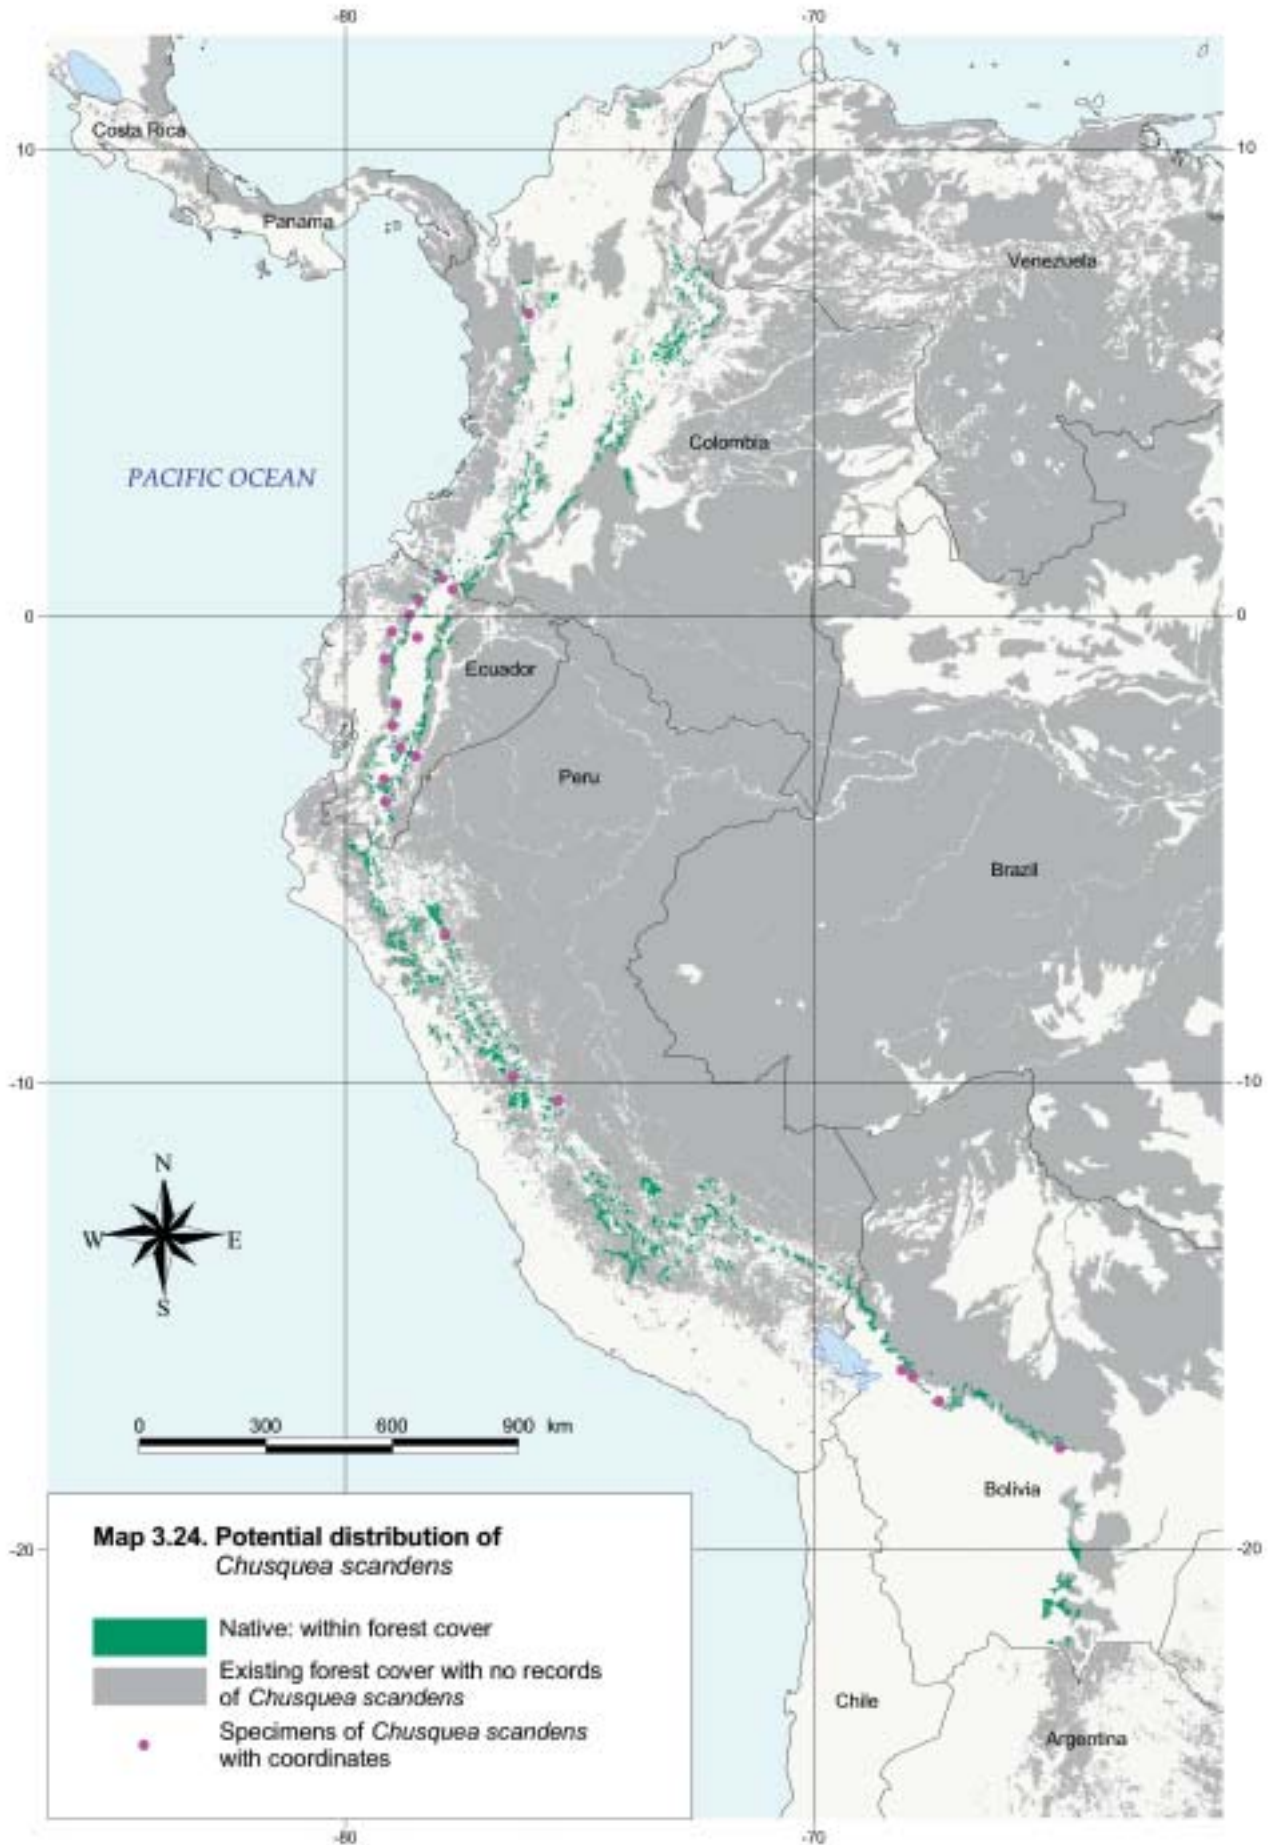 -80
-70
Costa Rica
10
10
Panama
Venezuela
Colombia
PACIFIC OCEAN
0
0
Ecuador
Peru
Brazil
-10
-10
N
W
E
S
0 300 600 900 km
Bolivia
Map 3.24. Potential distribution of
Chusquea scandens
-20
-20
Native: within forest cover
Existing forest cover with no records
of Chusquea scandens
Specimens of Chusquea scandens
with coordinates
Chile
Argentina
-80
-70